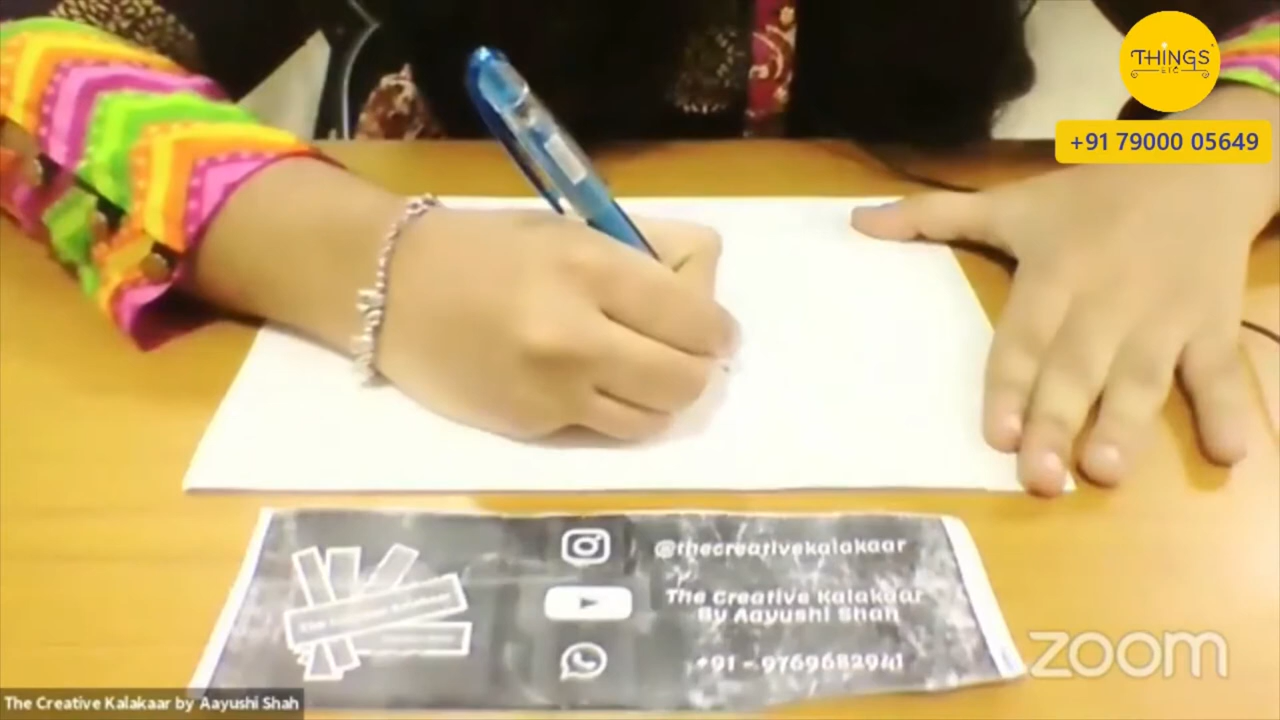 THINGS
ETC
+91 79000 05649
@thecreativekalakaar
The Creative Kalakaar
By Aayushi Shah
+91 - 9769682941
zoom
The Creative Kalakaar by Aayushi Shah